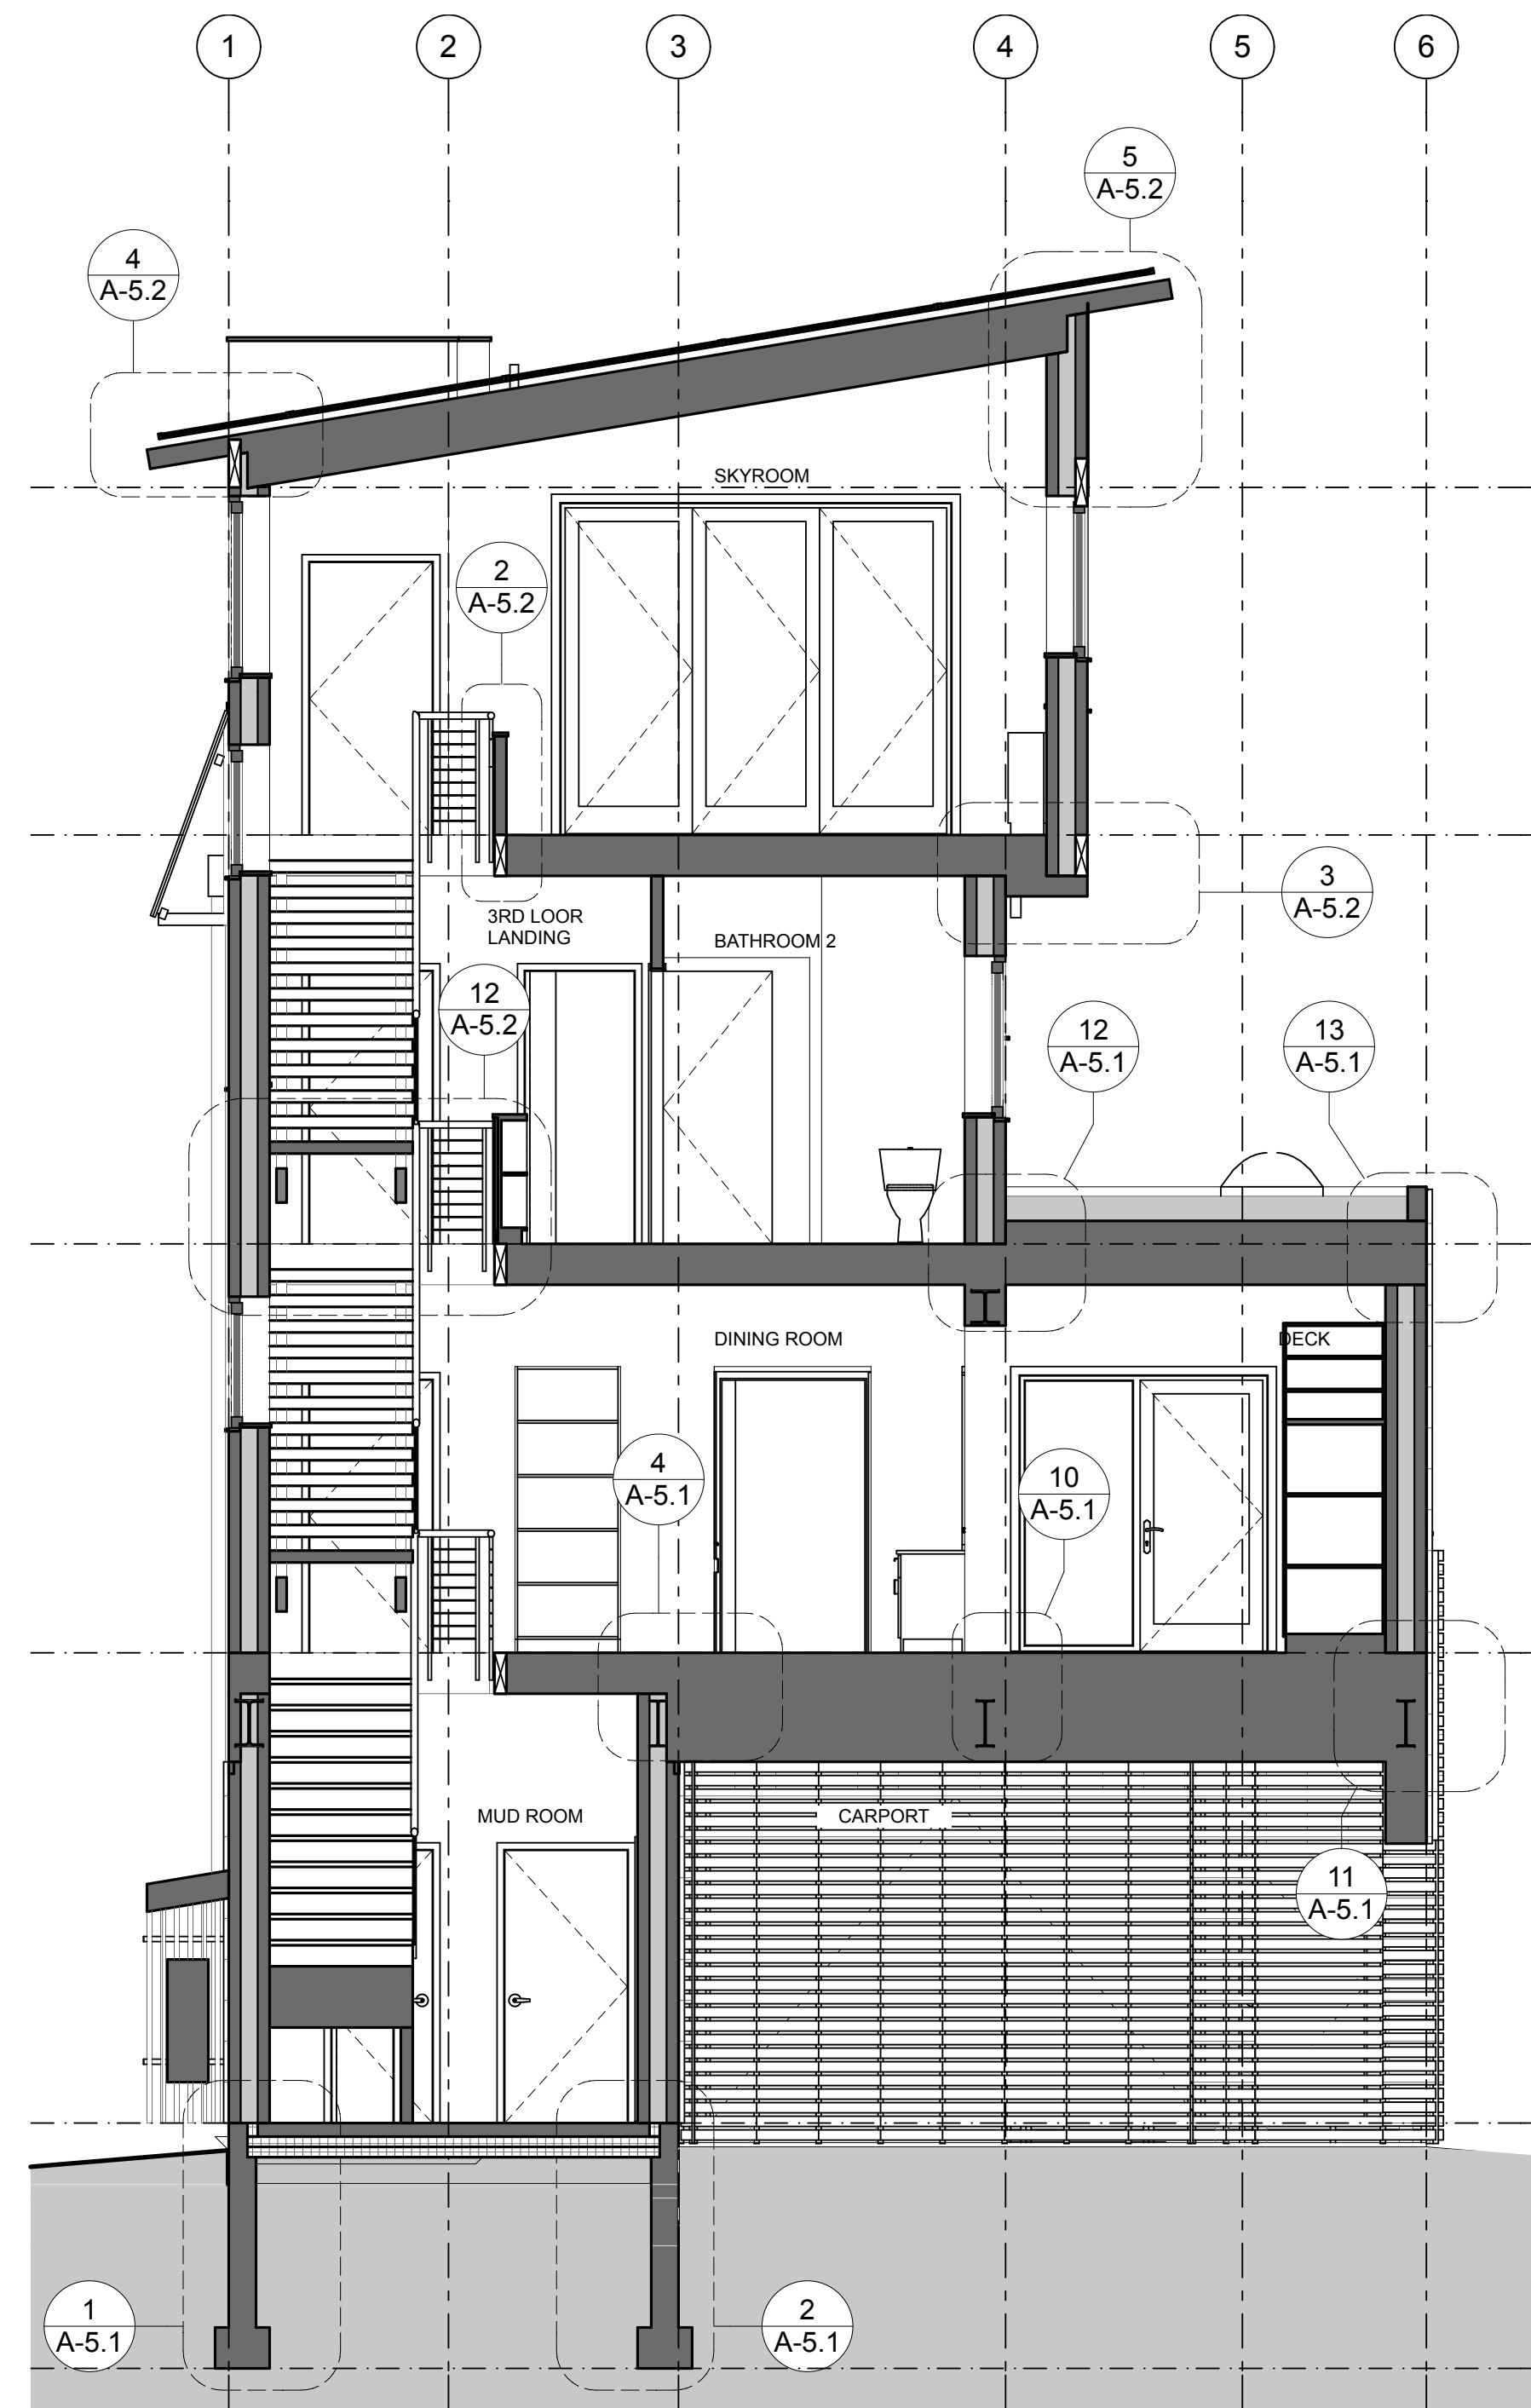 1
2
3
4
5
6
5
A-5.2
4
A-5.2
SKYROOM
2
A-5.2
3
A-5.2
3RD LOOR
LANDING
BATHROOM 2
12
A-5.2
12
A-5.1
13
A-5.1
DINING ROOM
DECK
4
A-5.1
10
A-5.1
MUD ROOM
CARPORT
11
A-5.1
1
A-5.1
2
A-5.1